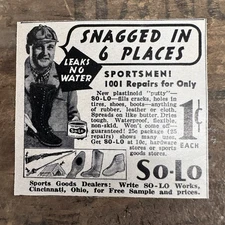 SNAGGED IN
6 PLACES
LEAKS
NO
WATER
SPORTSMEN!
1001 Repairs for Only
New plastinoid "putty"—
SO-LO—fills cracks, holes in
tires, shoes, boots—anything
of rubber, leather or cloth.
Spreads on like butter. Dries
tough. Waterproof, flexible,
non-skid. Won't come off—
guaranteed! 25c package (25
repairs) many uses.
Get SO-LO at 10c, hardware
stores or sports
goods stores.
1¢
EACH
So-Lo
Sports Goods Dealers: Write SO-LO Works,
Cincinnati, Ohio, for Free Sample and prices.